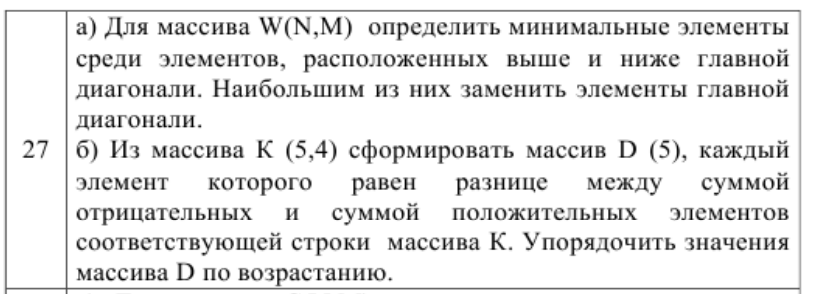 а) Для массива W(N,M) определить минимальные элементы
среди элементов, расположенных выше и ниже главной
диагонали. Наибольшим из них заменить элементы главной
диагонали.
27
б) Из массива К (5,4) сформировать массив D (5), каждый
элемент которого равен разнице между суммой
отрицательных и суммой положительных элементов
соответствующей строки массива К. Упорядочить значения
массива D по возрастанию.